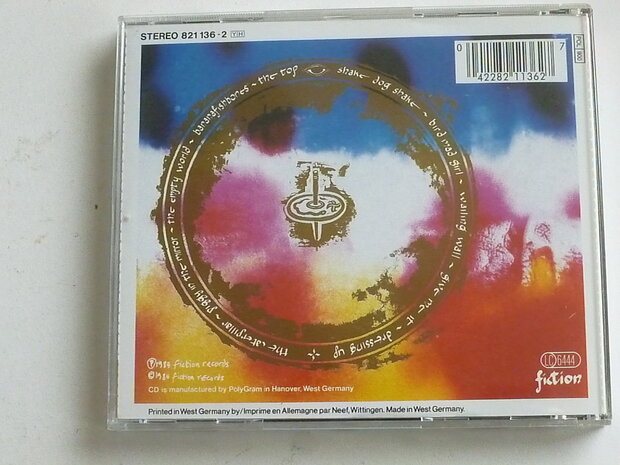 STEREO 821 136-2 Y/H
0 42282 11362 7
shake dog shake ~ bird mad girl ~ wailing wall ~ give me it ~ dressing up
the caterpillar ~ piggy in the mirror ~ the empty world ~ bananafishbones ~ the top
℗1984 fiction records
©1984 fiction records
CD is manufactured by PolyGram in Hanover, West Germany
LC 6444
fiction
Printed in West Germany by/Imprime en Allemagne par Neef, Wittingen. Made in West Germany.